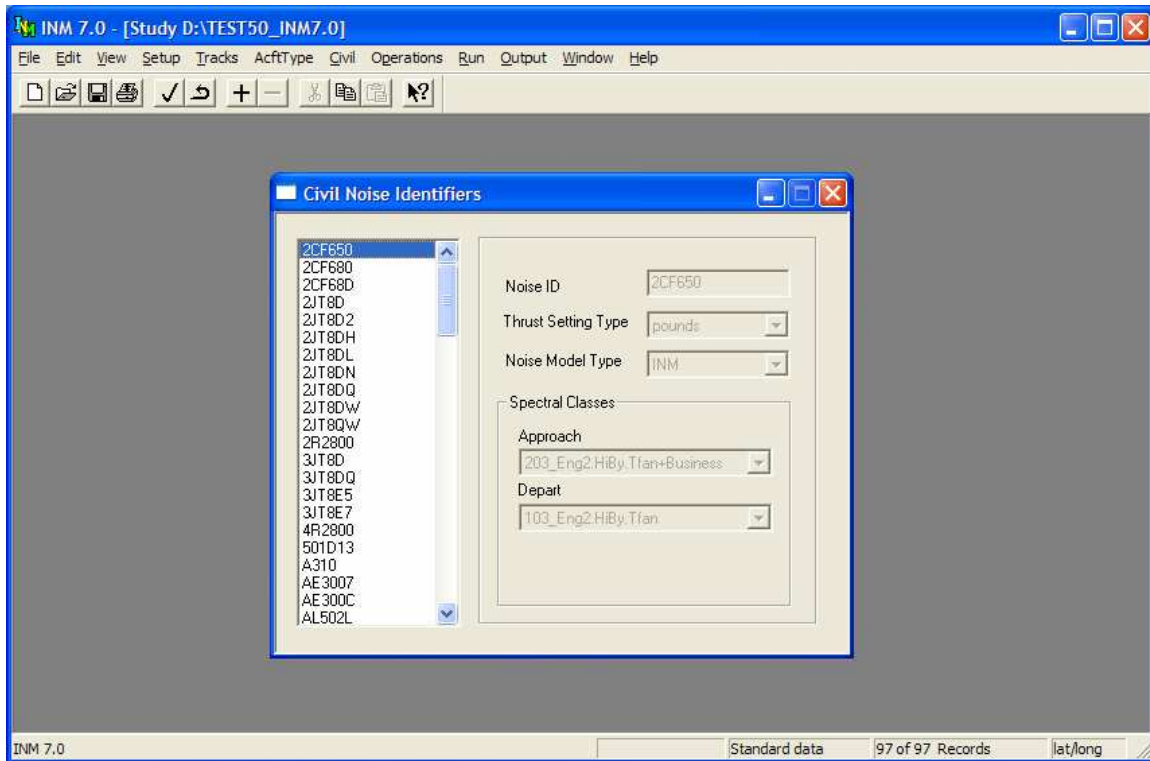 INM 7.0 - [Study D:\TEST50_INM7.0]
File Edit View Setup Tracks AcftType Civil Operations Run Output Window Help
Civil Noise Identifiers
2CF650
2CF680
2CF68D
2JT8D
2JT8D2
2JT8DH
2JT8DL
2JT8DN
2JT8DQ
2JT8DW
2JT8QW
2R2800
3JT8D
3JT8DQ
3JT8E5
3JT8E7
4R2800
501D13
A310
AE3007
AE300C
AL502L
Noise ID 2CF650
Thrust Setting Type pounds
Noise Model Type INM
Spectral Classes
Approach
203_Eng2.HiBy.Tfan+Business
Depart
103_Eng2.HiBy.Tfan
INM 7.0 Standard data 97 of 97 Records lat/long